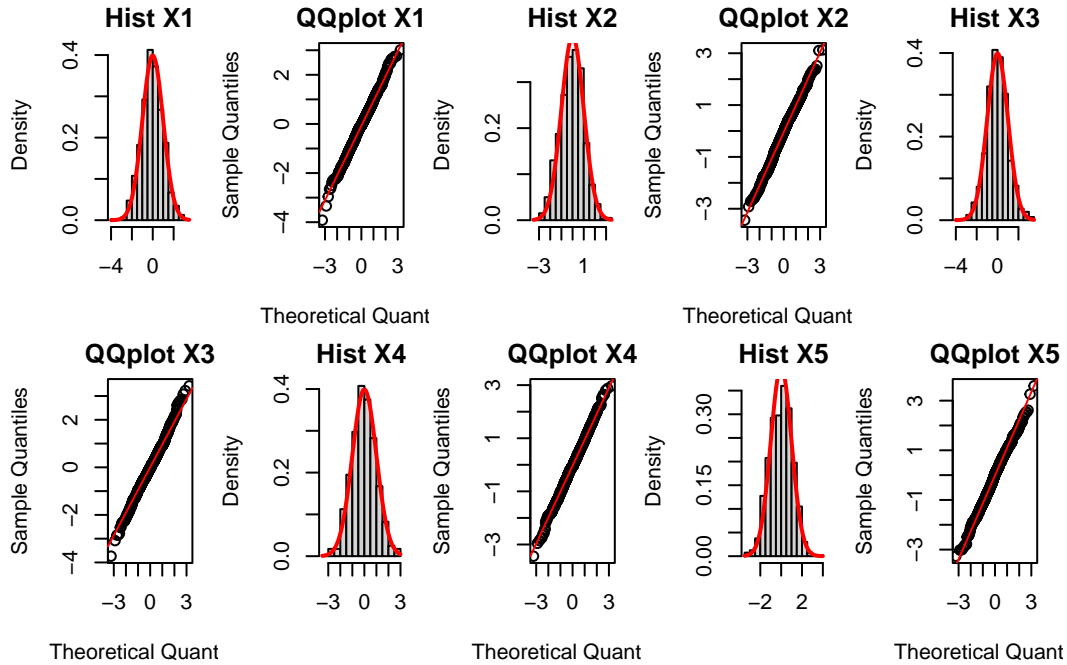 Hist X1
Density
0.0 0.2 0.4
−4 0
QQplot X1
Sample Quantiles
−4 −2 0 2
−3 0 3
Theoretical Quant
Hist X2
Density
0.0 0.2
−3 1
QQplot X2
Sample Quantiles
−3 −1 1 3
−3 0 3
Theoretical Quant
Hist X3
Density
0.0 0.2 0.4
−4 0
QQplot X3
Sample Quantiles
−4 −2 0 2
−3 0 3
Theoretical Quant
Hist X4
Density
0.0 0.2 0.4
−3 1
QQplot X4
Sample Quantiles
−3 −1 1 3
−3 0 3
Theoretical Quant
Hist X5
Density
0.00 0.15 0.30
−2 2
QQplot X5
Sample Quantiles
−3 −1 1 3
−3 0 3
Theoretical Quant